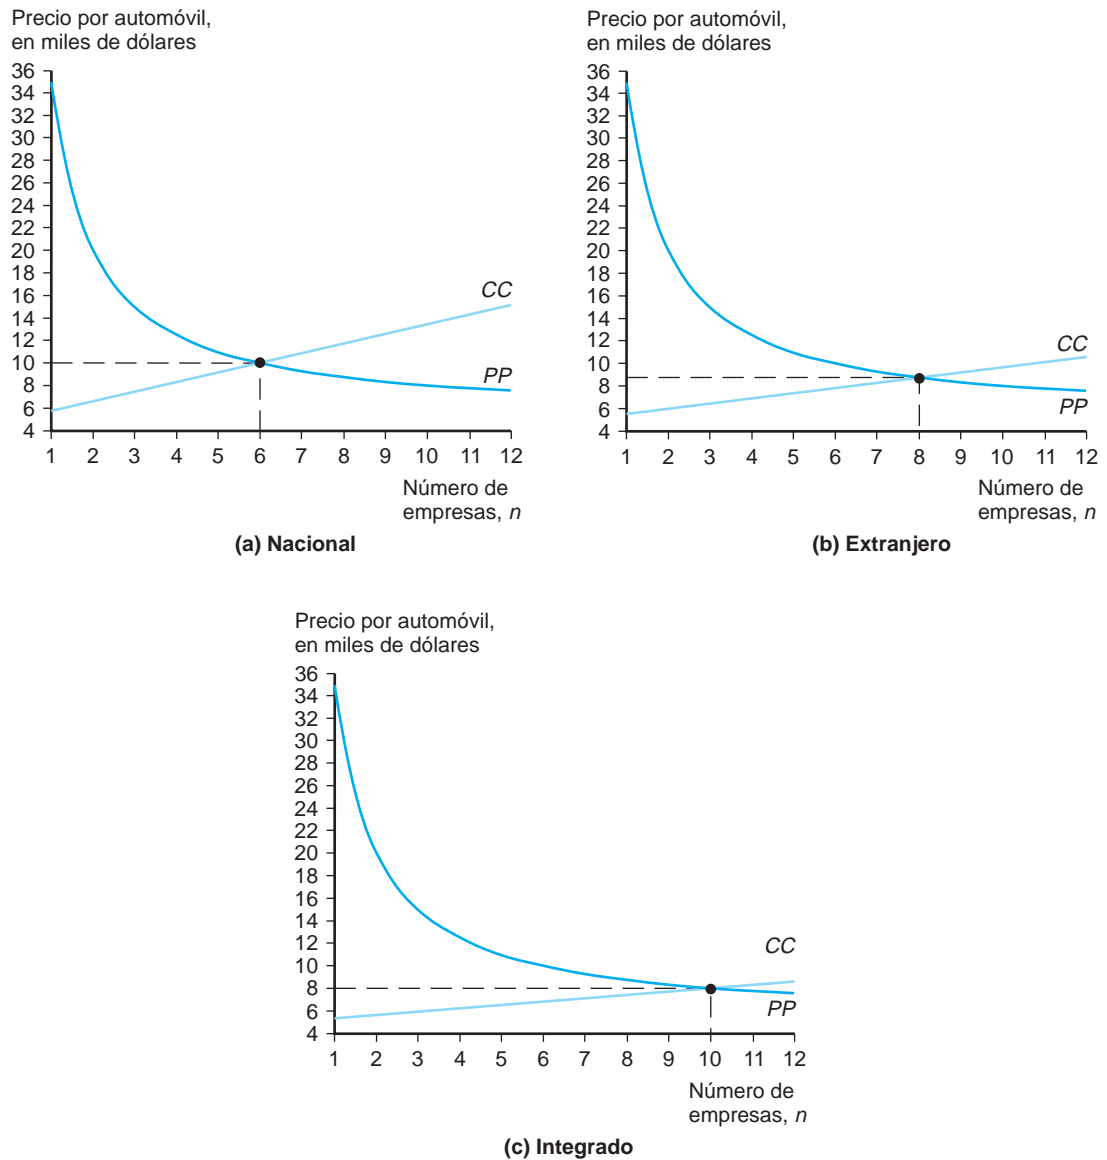 Precio por automóvil,
en miles de dólares
36
34
32
30
28
26
24
22
20
18
16
14
12
10
8
6
4
CC
PP
1 2 3 4 5 6 7 8 9 10 11 12
Número de
empresas, n
(a) Nacional
Precio por automóvil,
en miles de dólares
36
34
32
30
28
26
24
22
20
18
16
14
12
10
8
6
4
CC
PP
1 2 3 4 5 6 7 8 9 10 11 12
Número de
empresas, n
(b) Extranjero
Precio por automóvil,
en miles de dólares
36
34
32
30
28
26
24
22
20
18
16
14
12
10
8
6
4
CC
PP
1 2 3 4 5 6 7 8 9 10 11 12
Número de
empresas, n
(c) Integrado